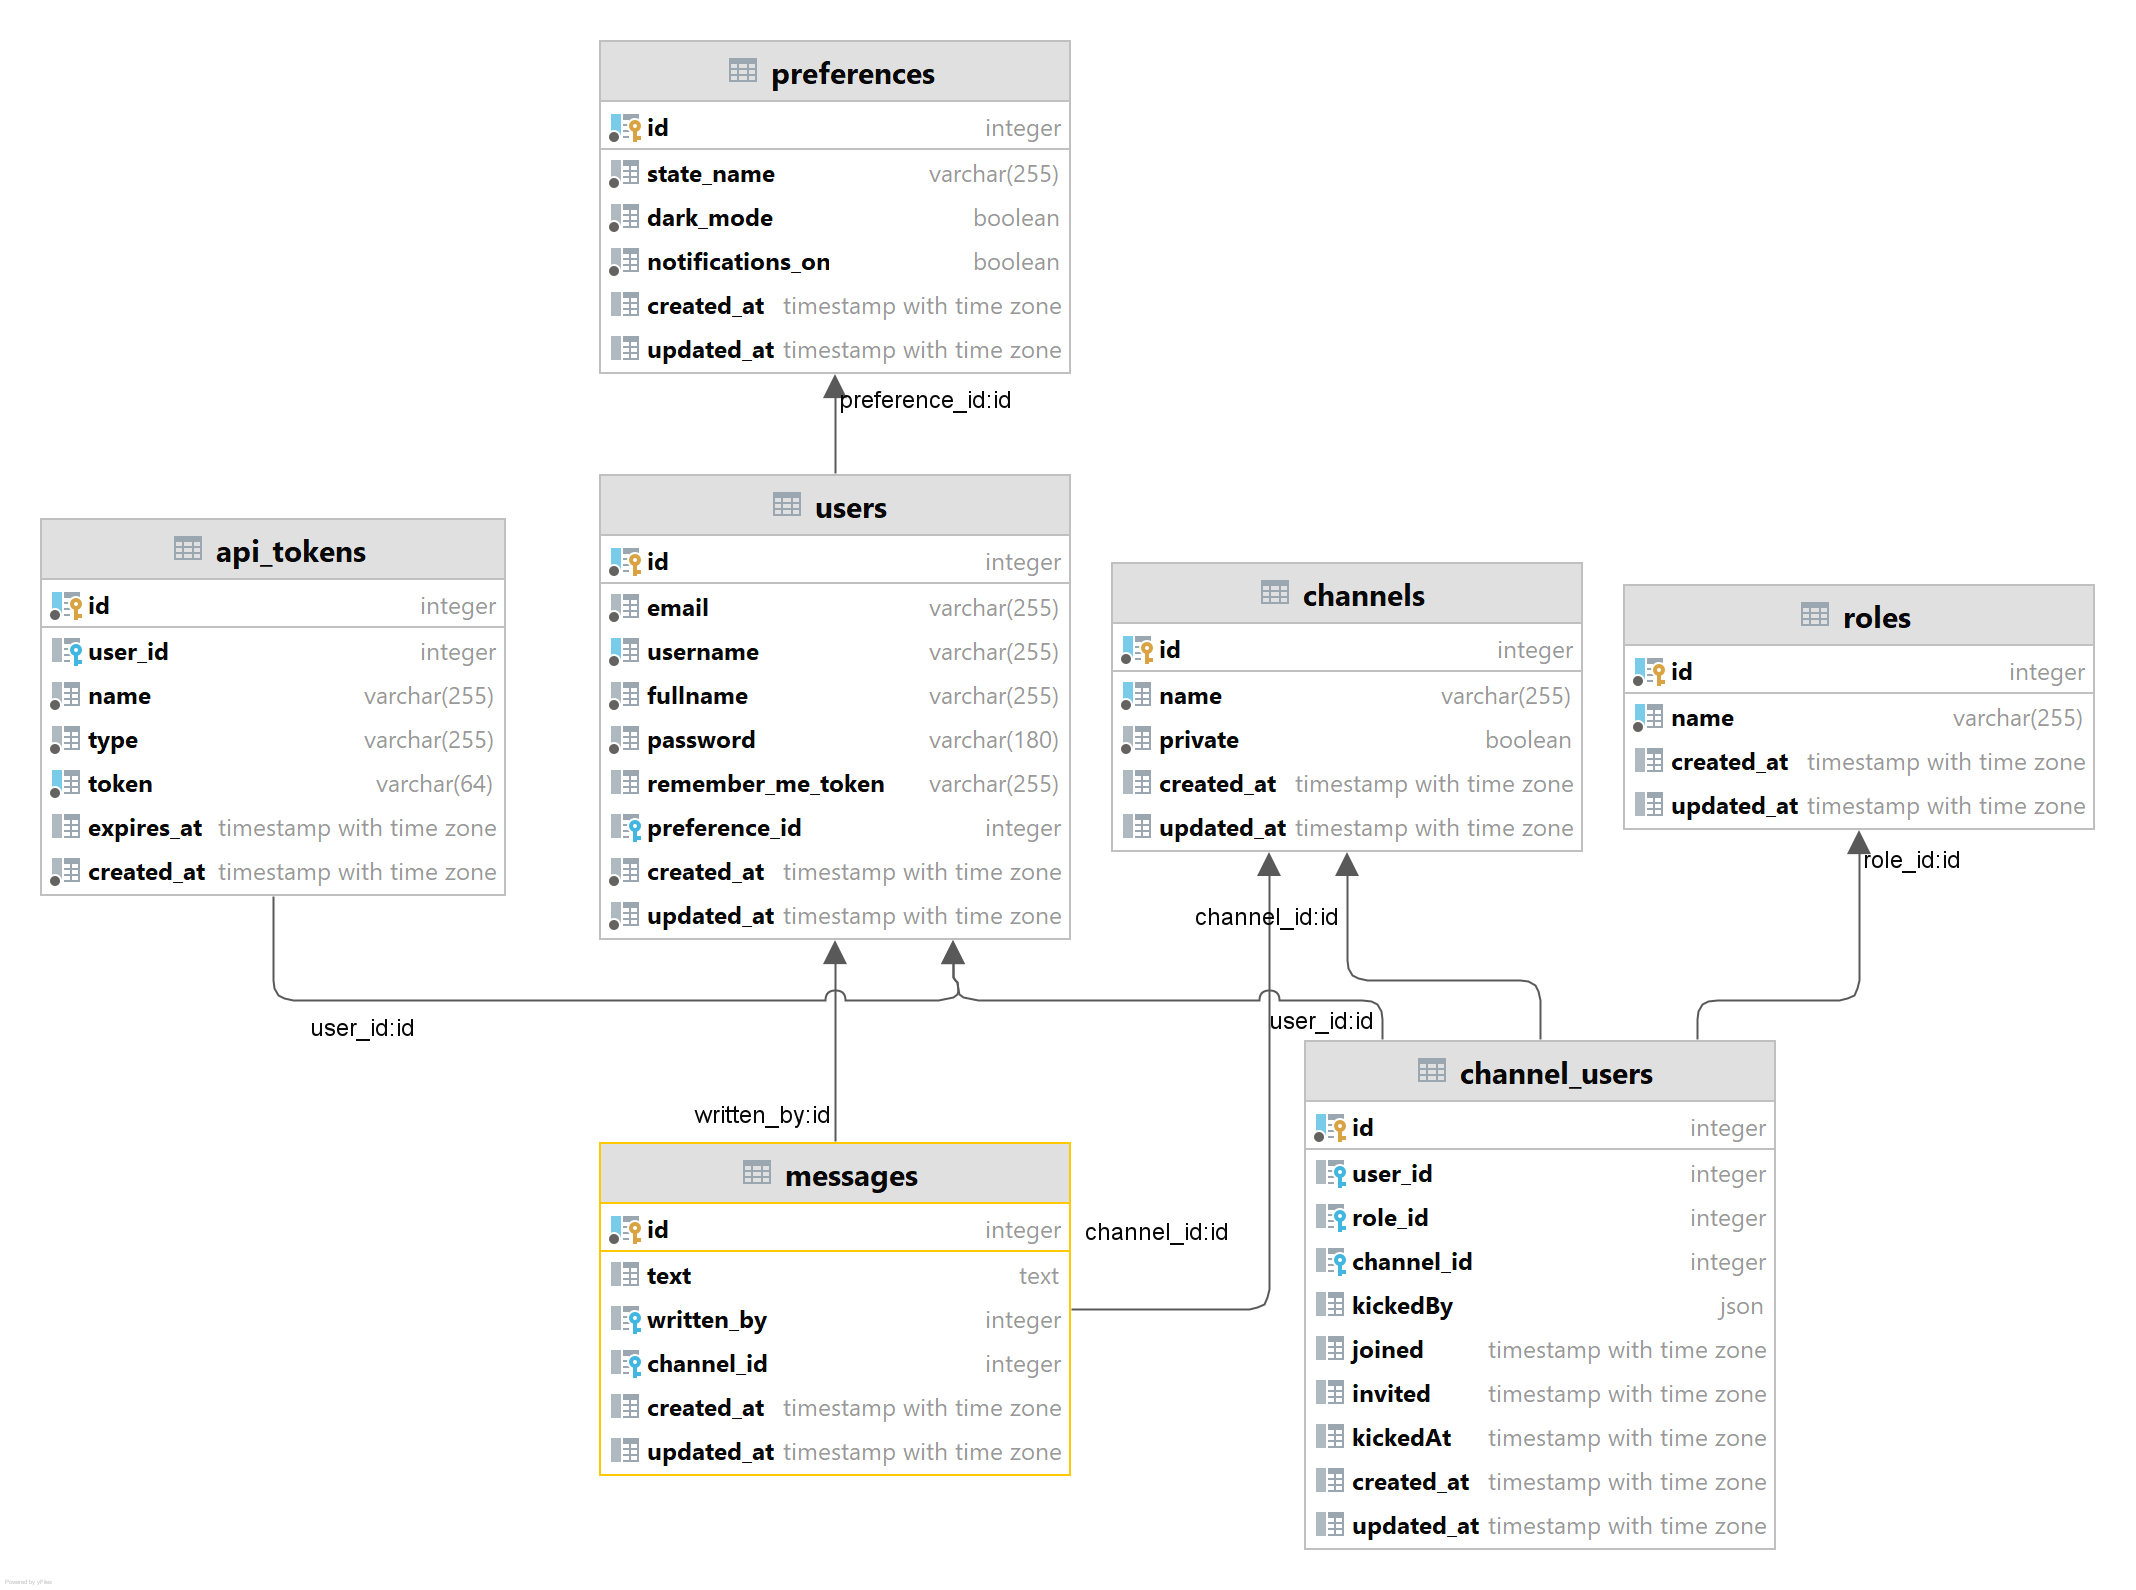 preferences
id integer
state_name varchar(255)
dark_mode boolean
notifications_on boolean
created_at timestamp with time zone
updated_at timestamp with time zone
preference_id:id
users
id integer
email varchar(255)
username varchar(255)
fullname varchar(255)
password varchar(180)
remember_me_token varchar(255)
preference_id integer
created_at timestamp with time zone
updated_at timestamp with time zone
api_tokens
id integer
user_id integer
name varchar(255)
type varchar(255)
token varchar(64)
expires_at timestamp with time zone
created_at timestamp with time zone
channels
id integer
name varchar(255)
private boolean
created_at timestamp with time zone
updated_at timestamp with time zone
roles
id integer
name varchar(255)
created_at timestamp with time zone
updated_at timestamp with time zone
role_id:id
channel_id:id
user_id:id
user_id:id
written_by:id
messages
id integer
text text
written_by integer
channel_id integer
created_at timestamp with time zone
updated_at timestamp with time zone
channel_id:id
channel_users
id integer
user_id integer
role_id integer
channel_id integer
kickedBy json
joined timestamp with time zone
invited timestamp with time zone
kickedAt timestamp with time zone
created_at timestamp with time zone
updated_at timestamp with time zone
Powered by yFiles